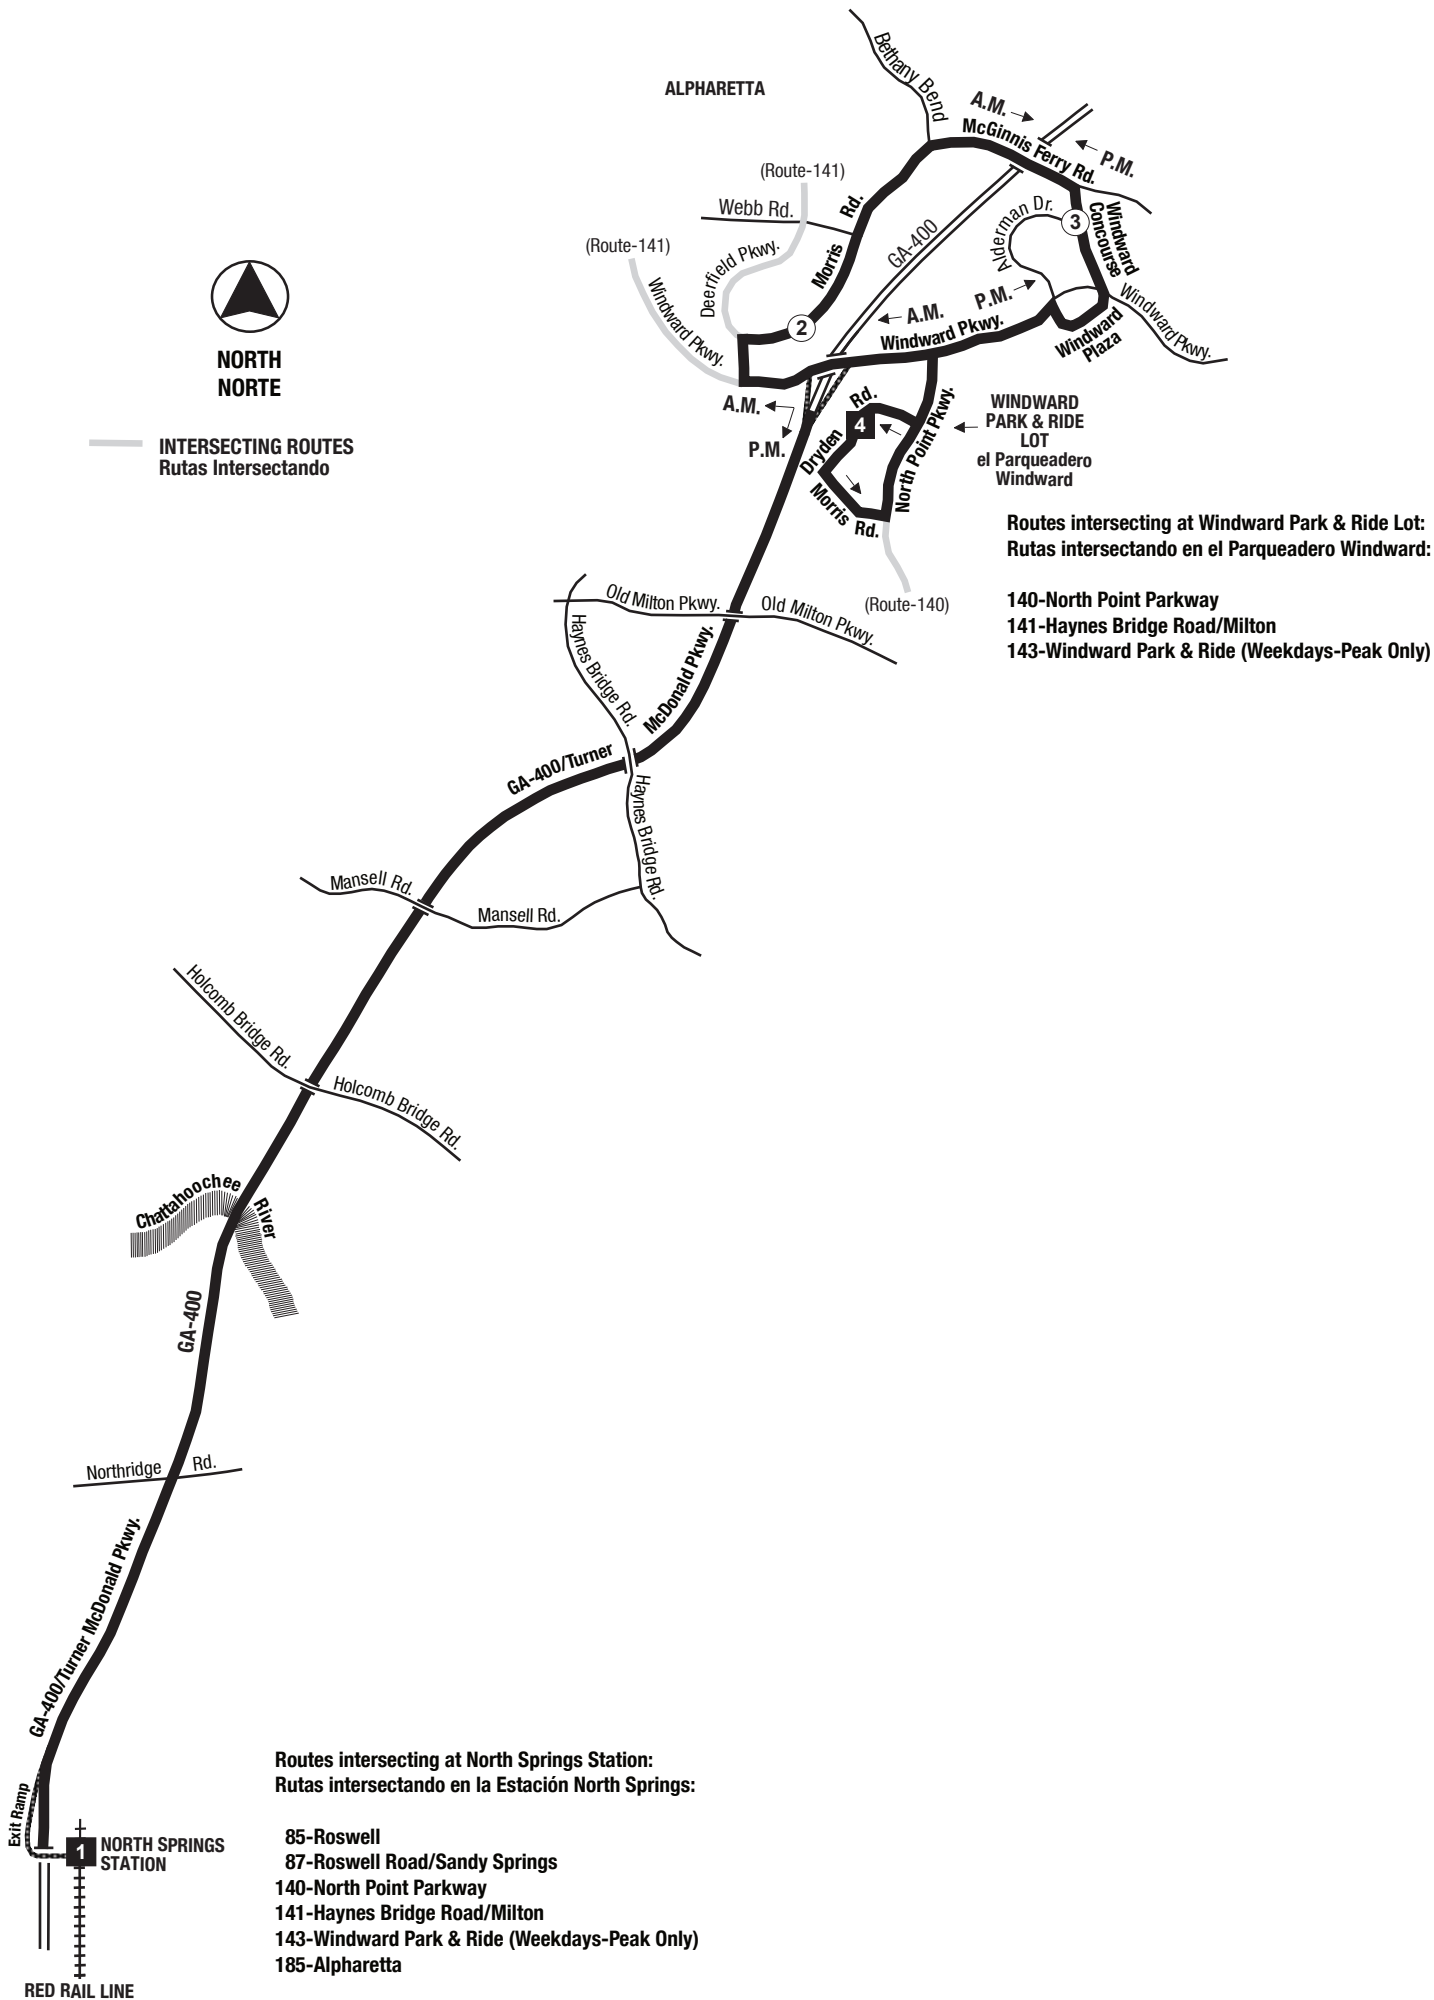 ALPHARETTA
Bethany Bend
A.M.
McGinnis Ferry Rd.
P.M.
(Route-141)
Webb Rd.
Morris Rd.
GA-400
Alderman Dr.
3
Windward
Concourse
(Route-141)
Deerfield Pkwy.
Windward Pkwy.
2
A.M.
P.M.
Windward Pkwy.
Windward
Plaza
Windward Pkwy.
NORTH
NORTE
A.M.
P.M.
4
Dryden Rd.
Morris Rd.
North Point Pkwy.
WINDWARD
PARK & RIDE
LOT
el Parqueadero
Windward
INTERSECTING ROUTES
Rutas Intersectando
Routes intersecting at Windward Park & Ride Lot:
Rutas intersectando en el Parqueadero Windward:
140-North Point Parkway
141-Haynes Bridge Road/Milton
143-Windward Park & Ride (Weekdays-Peak Only)
(Route-140)
Old Milton Pkwy.
Old Milton Pkwy.
Haynes Bridge Rd.
GA-400/Turner
McDonald Pkwy.
Haynes Bridge Rd.
Mansell Rd.
Mansell Rd.
Holcomb Bridge Rd.
Holcomb Bridge Rd.
Chattahoochee
River
GA-400
Northridge
Rd.
GA-400/Turner McDonald Pkwy.
Exit Ramp
1
NORTH SPRINGS
STATION
RED RAIL LINE
Routes intersecting at North Springs Station:
Rutas intersectando en la Estación North Springs:
85-Roswell
87-Roswell Road/Sandy Springs
140-North Point Parkway
141-Haynes Bridge Road/Milton
143-Windward Park & Ride (Weekdays-Peak Only)
185-Alpharetta